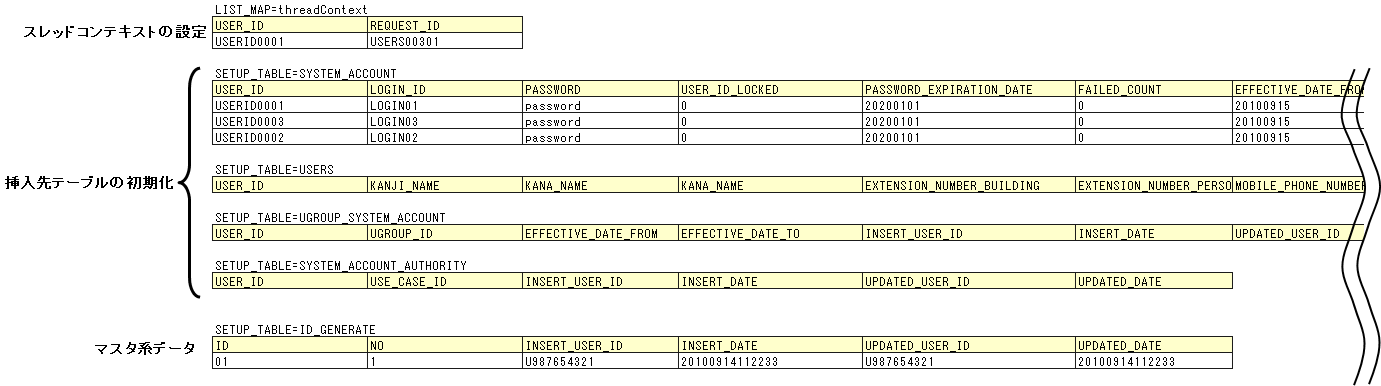 LIST_MAP=threadContext
USER_ID REQUEST_ID
スレッドコンテキストの設定
USERID0001 USERS00301
SETUP_TABLE=SYSTEM_ACCOUNT
USER_ID LOGIN_ID PASSWORD USER_ID_LOCKED PASSWORD_EXPIRATION_DATE FAILED_COUNT EFFECTIVE_DATE_FROM
USERID0001 LOGIN01 password 0 20200101 0 20100915
USERID0003 LOGIN03 password 0 20200101 0 20100915
USERID0002 LOGIN02 password 0 20200101 0 20100915
SETUP_TABLE=USERS
挿入先テーブルの初期化
USER_ID KANJI_NAME KANA_NAME KANA_NAME EXTENSION_NUMBER_BUILDING EXTENSION_NUMBER_PERSO MOBILE_PHONE_NUMBER
SETUP_TABLE=UGROUP_SYSTEM_ACCOUNT
USER_ID UGROUP_ID EFFECTIVE_DATE_FROM EFFECTIVE_DATE_TO INSERT_USER_ID INSERT_DATE UPDATED_USER_ID
SETUP_TABLE=SYSTEM_ACCOUNT_AUTHORITY
USER_ID USE_CASE_ID INSERT_USER_ID INSERT_DATE UPDATED_USER_ID UPDATED_DATE
SETUP_TABLE=ID_GENERATE
マスタ系データ
ID NO INSERT_USER_ID INSERT_DATE UPDATED_USER_ID UPDATED_DATE
01 1 U987654321 20100914112233 U987654321 20100914112233